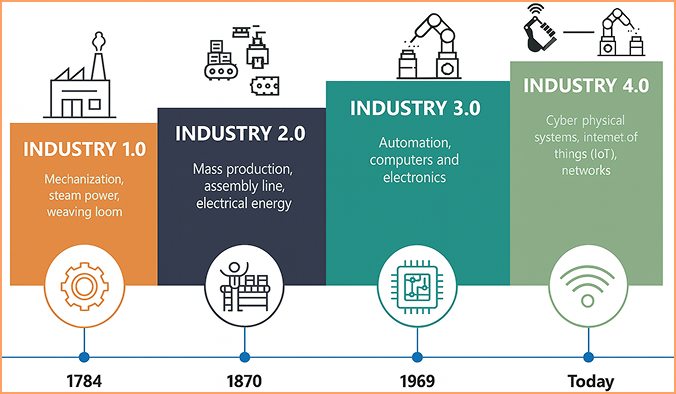 INDUSTRY 1.0
Mechanization,
steam power,
weaving loom
INDUSTRY 2.0
Mass production,
assembly line,
electrical energy
INDUSTRY 3.0
Automation,
computers and
electronics
INDUSTRY 4.0
Cyber physical
systems, internet of
things (IoT),
networks
1784
1870
1969
Today